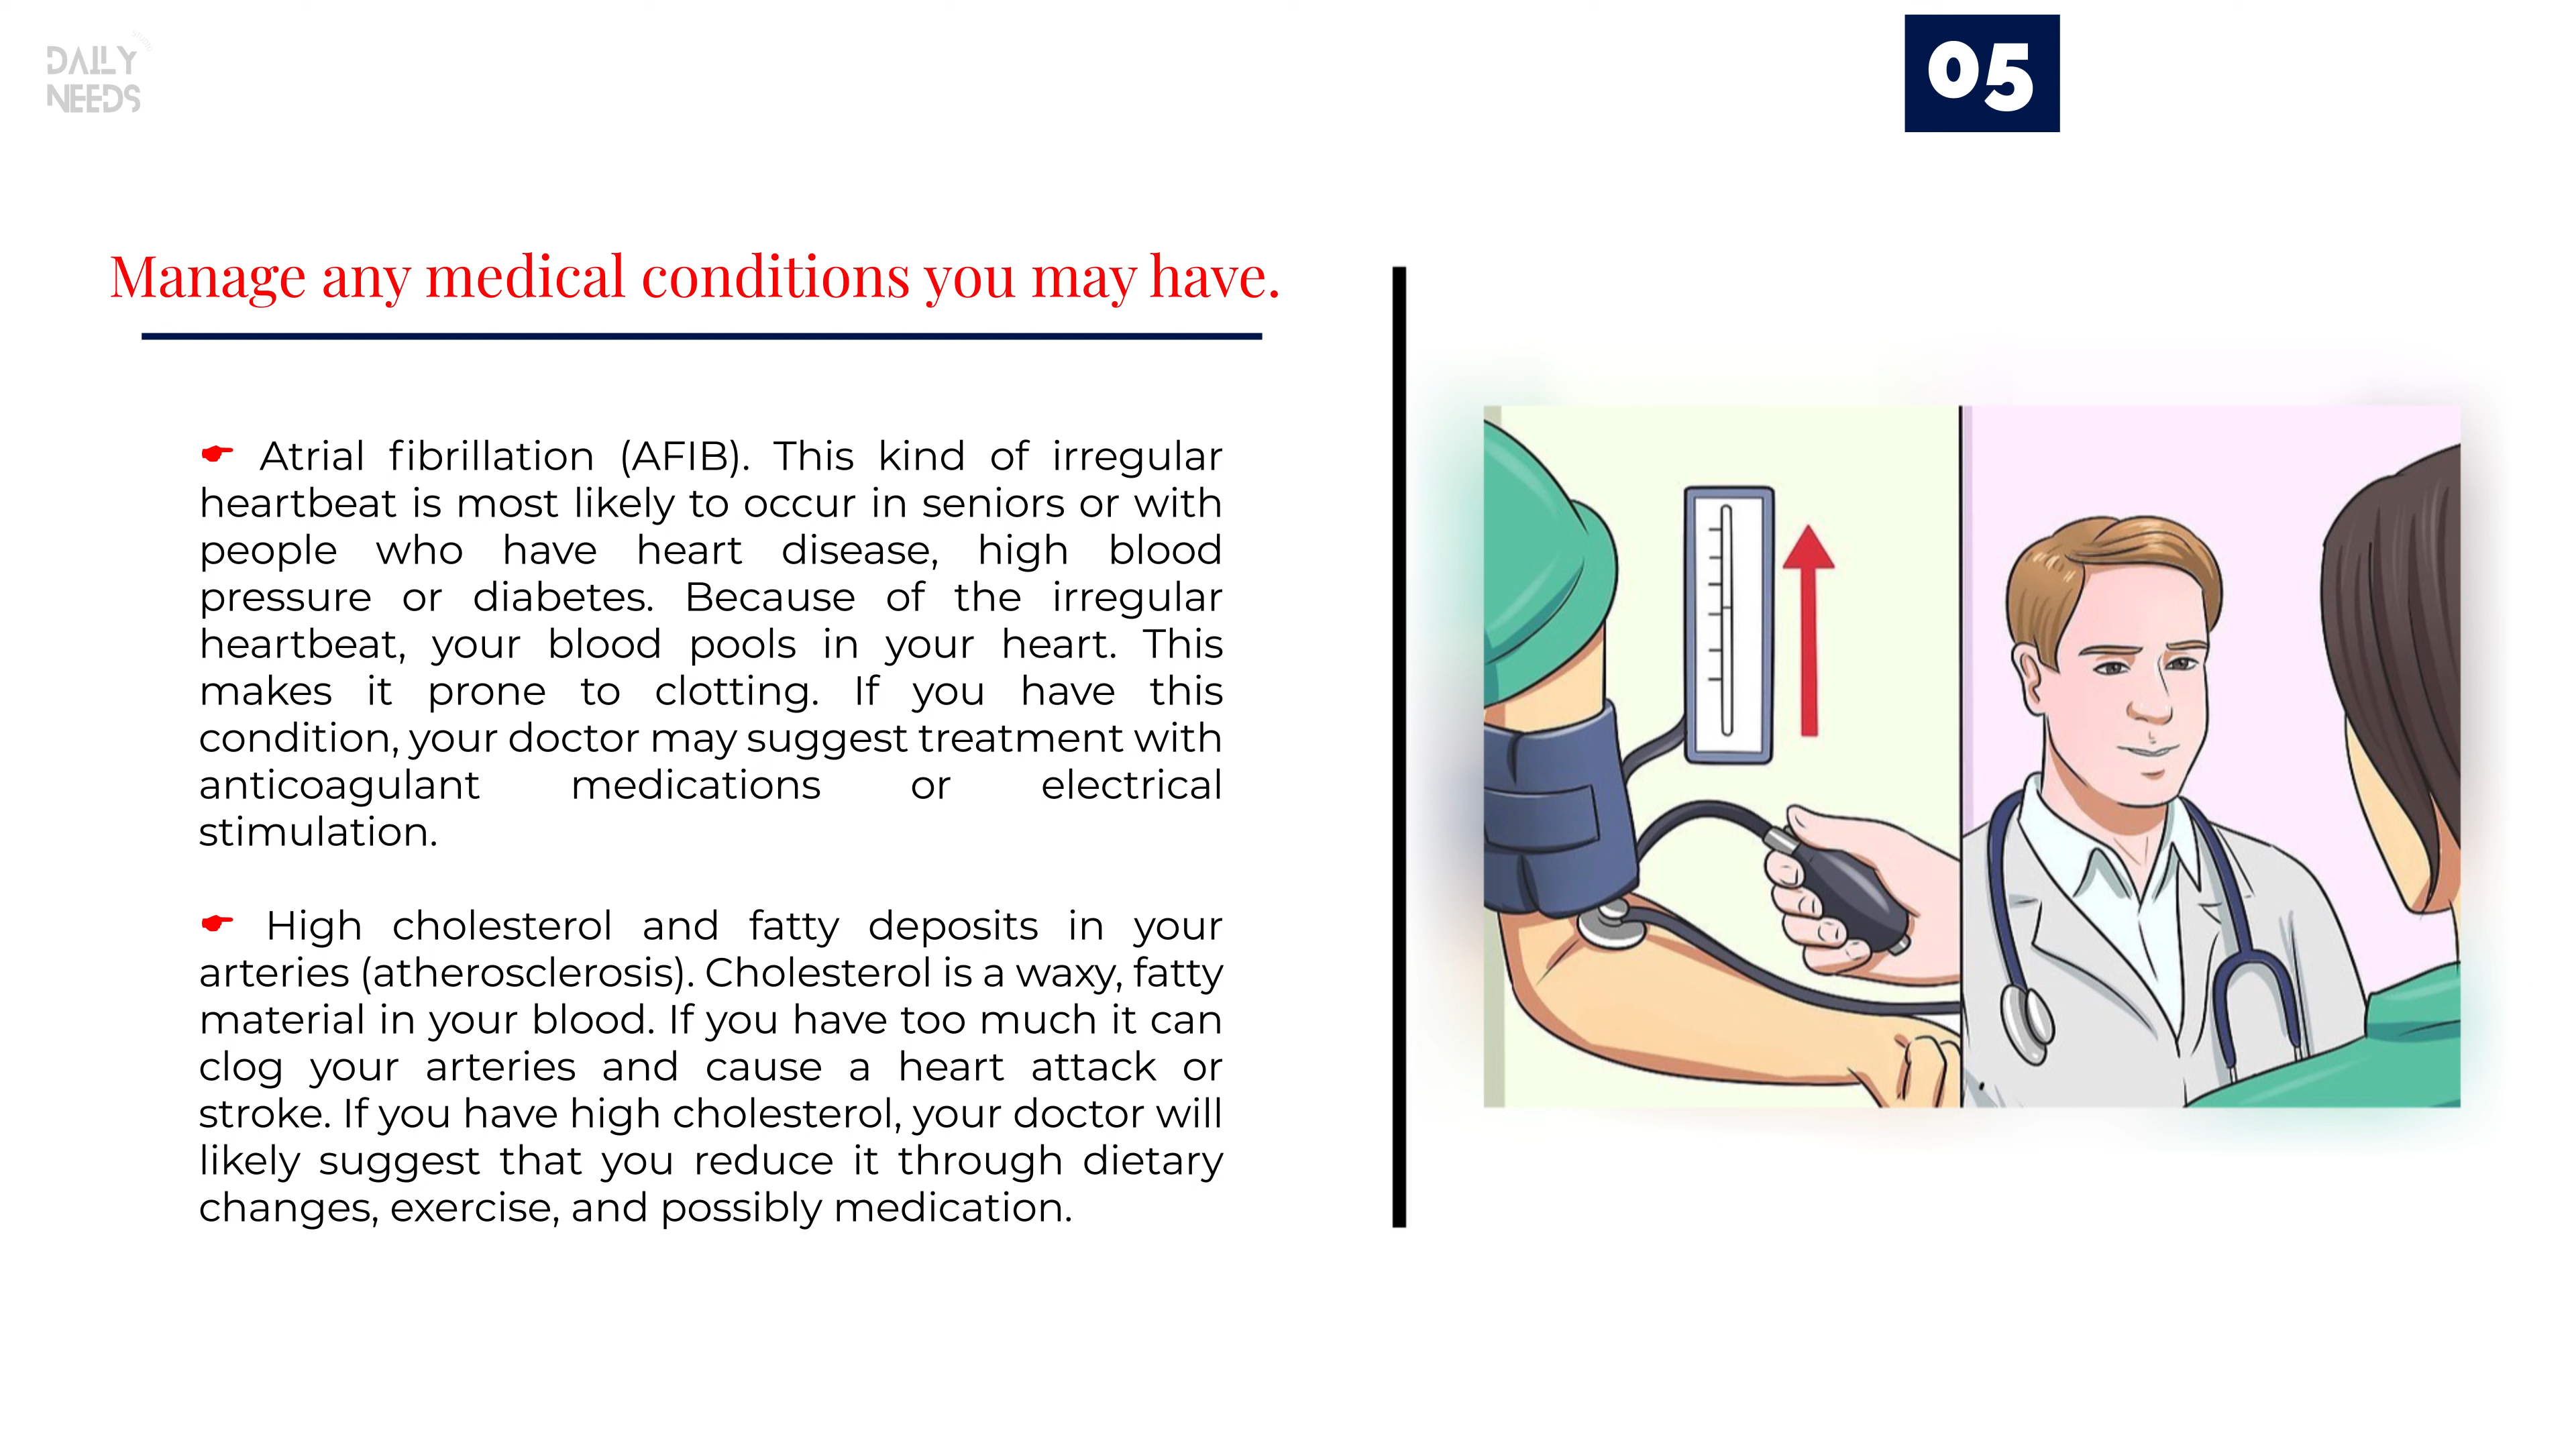 DAILY
NEEDS
05
Manage any medical conditions you may have.
Atrial fibrillation (AFIB). This kind of irregular
heartbeat is most likely to occur in seniors or with
people who have heart disease, high blood
pressure or diabetes. Because of the irregular
heartbeat, your blood pools in your heart. This
makes it prone to clotting. If you have this
condition, your doctor may suggest treatment with
anticoagulant medications or electrical
stimulation.
High cholesterol and fatty deposits in your
arteries (atherosclerosis). Cholesterol is a waxy, fatty
material in your blood. If you have too much it can
clog your arteries and cause a heart attack or
stroke. If you have high cholesterol, your doctor will
likely suggest that you reduce it through dietary
changes, exercise, and possibly medication.